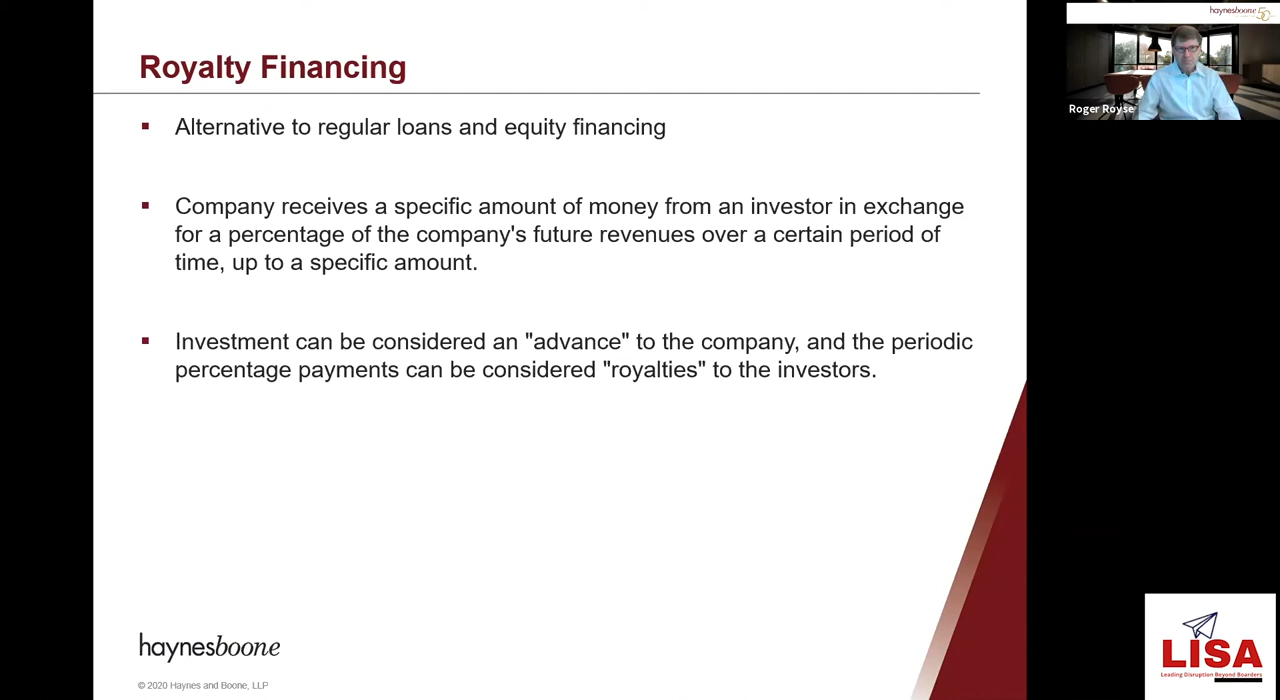 Royalty Financing
Alternative to regular loans and equity financing
Company receives a specific amount of money from an investor in exchange
for a percentage of the company's future revenues over a certain period of
time, up to a specific amount.
Investment can be considered an "advance" to the company, and the periodic
percentage payments can be considered "royalties" to the investors.
haynesboone
© 2020 Haynes and Boone, LLP
haynesboone 50
Roger Royse
LISA
Leading Disruption Beyond Boarders